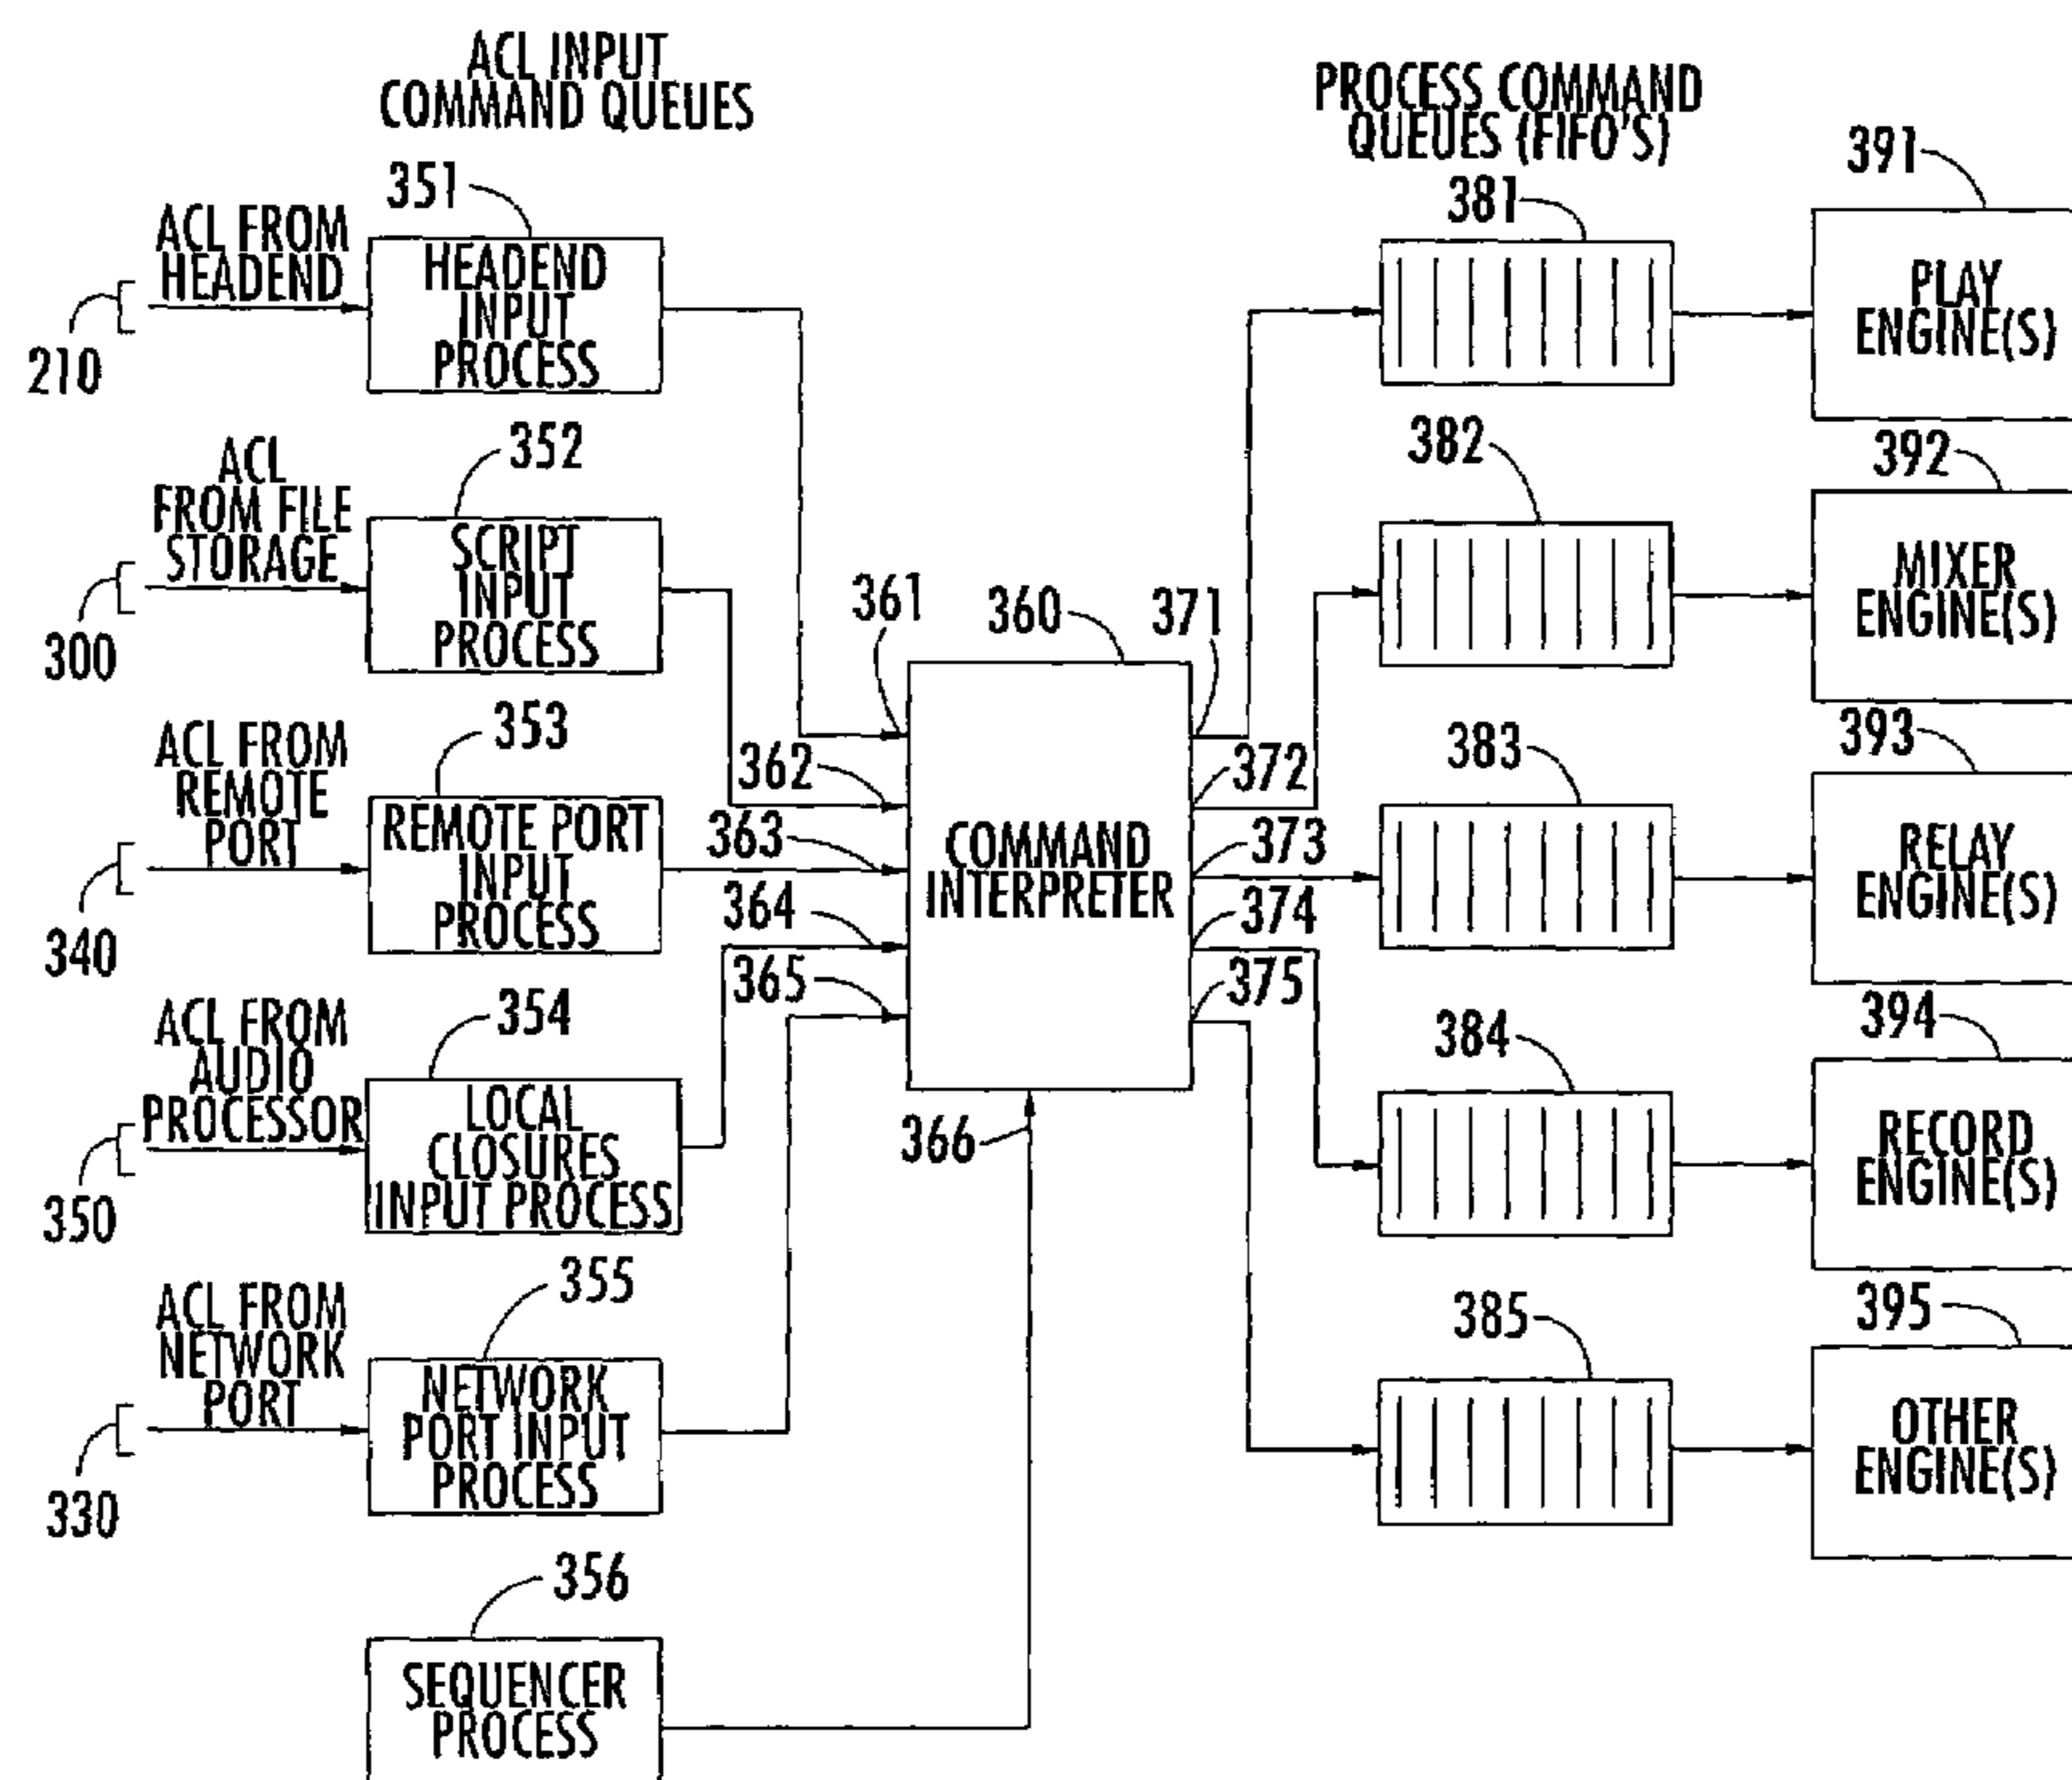 ACL INPUT
COMMAND QUEUES
PROCESS COMMAND
QUEUES (FIFO'S)
351
381
391
ACL FROM
HEADEND
210
HEADEND
INPUT
PROCESS
PLAY
ENGINE(S)
352
382
392
ACL
FROM FILE
STORAGE
300
SCRIPT
INPUT
PROCESS
MIXER
ENGINE(S)
361
360
371
353
383
393
ACL FROM
REMOTE
PORT
340
REMOTE PORT
INPUT
PROCESS
362
363
364
365
COMMAND
INTERPRETER
372
373
374
375
RELAY
ENGINE(S)
354
384
394
ACL FROM
AUDIO
PROCESSOR
350
LOCAL
CLOSURES
INPUT PROCESS
366
RECORD
ENGINE(S)
355
385
395
ACL FROM
NETWORK
PORT
330
NETWORK
PORT INPUT
PROCESS
OTHER
ENGINE(S)
356
SEQUENCER
PROCESS